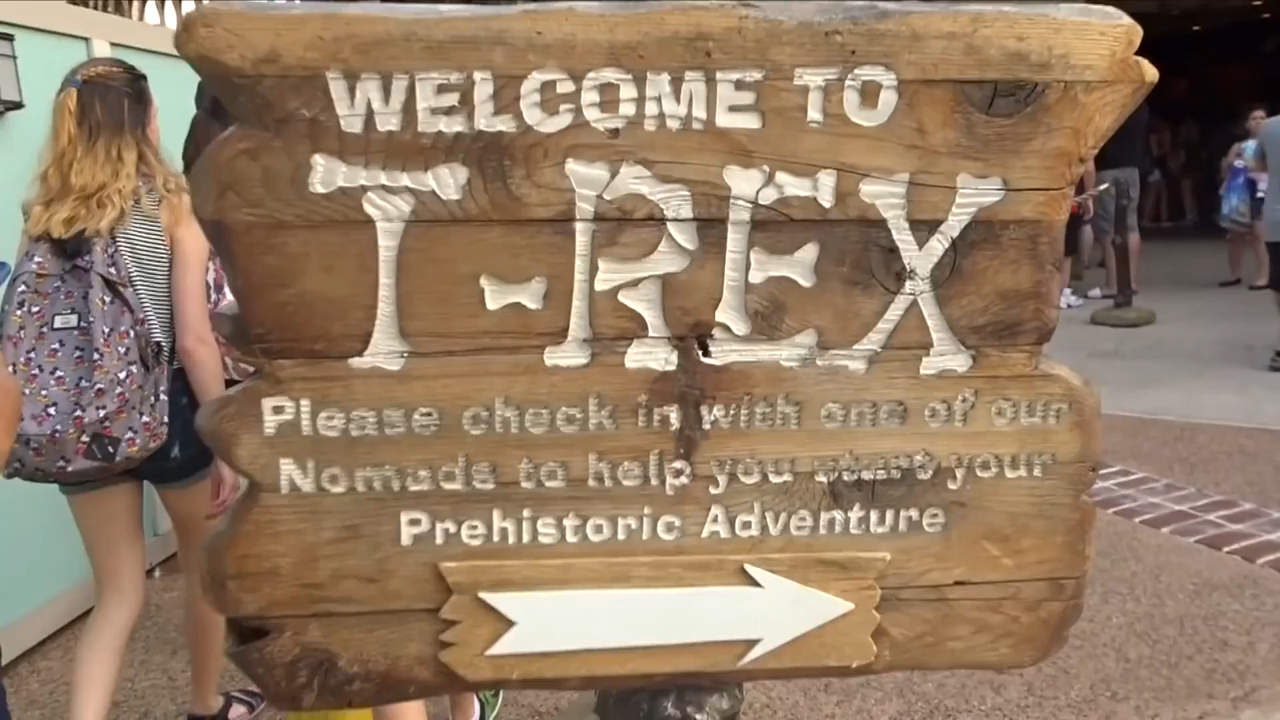 WELCOME TO
T-REX
Please check in with one of our
Nomads to help you start your
Prehistoric Adventure